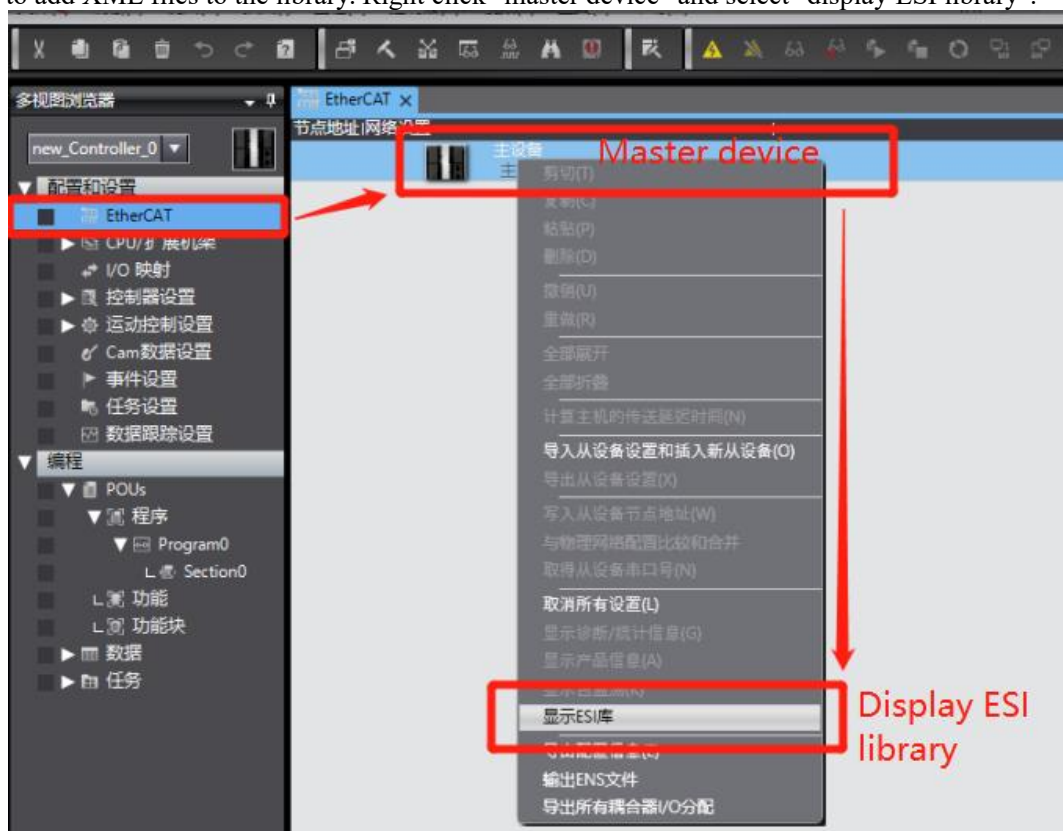 to add XML files to the library. Right click "master device" and select "display ESI library".
多视图浏览器
EtherCAT
节点地址|网络设置
new_Controller_0
主设备
Master device
主
配置和设置
剪切(T)
EtherCAT
复制(C)
CPU/扩展机架
粘贴(P)
I/O 映射
删除(D)
控制器设置
撤销(U)
运动控制设置
重做(R)
Cam数据设置
全部展开
事件设置
全部折叠
任务设置
计算主机的传送延迟时间(N)
数据跟踪设置
导入从设备设置和插入新从设备(O)
编程
导出从设备设置(X)
POUs
写入从设备节点地址(W)
程序
与物理网络配置比较和合并
Program0
取得从设备串口号(N)
Section0
取消所有设置(L)
功能
显示诊断/统计信息(G)
功能块
显示产品信息(A)
数据
任务
显示ESI库
Display ESI
library
导出配置信息(E)
输出ENS文件
导出所有耦合器I/O分配